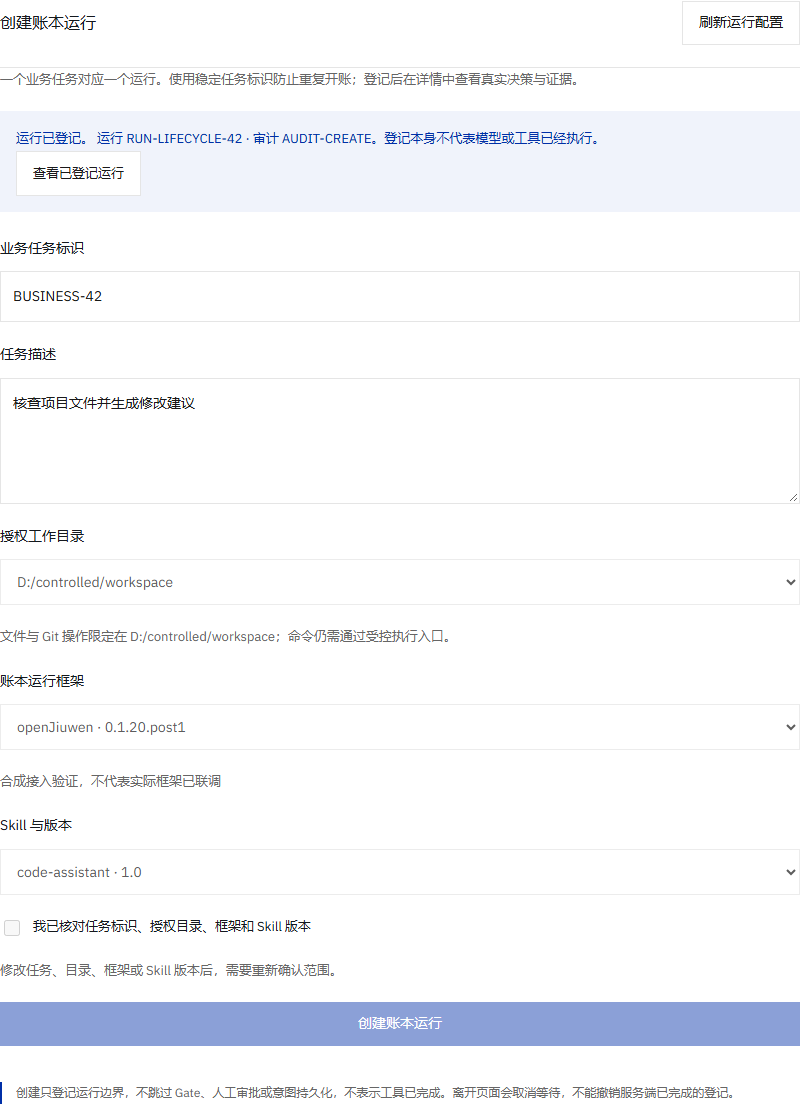 创建账本运行
刷新运行配置
一个业务任务对应一个运行。使用稳定任务标识防止重复开账；登记后在详情中查看真实决策与证据。
运行已登记。 运行 RUN-LIFECYCLE-42 · 审计 AUDIT-CREATE。登记本身不代表模型或工具已经执行。
查看已登记运行
业务任务标识
BUSINESS-42
任务描述
核查项目文件并生成修改建议
授权工作目录
D:/controlled/workspace
文件与 Git 操作限定在 D:/controlled/workspace；命令仍需通过受控执行入口。
账本运行框架
openJiuwen · 0.1.20.post1
合成接入验证，不代表实际框架已联调
Skill 与版本
code-assistant · 1.0
我已核对任务标识、授权目录、框架和 Skill 版本
修改任务、目录、框架或 Skill 版本后，需要重新确认范围。
创建账本运行
创建只登记运行边界，不跳过 Gate、人工审批或意图持久化，不表示工具已完成。离开页面会取消等待，不能撤销服务端已完成的登记。